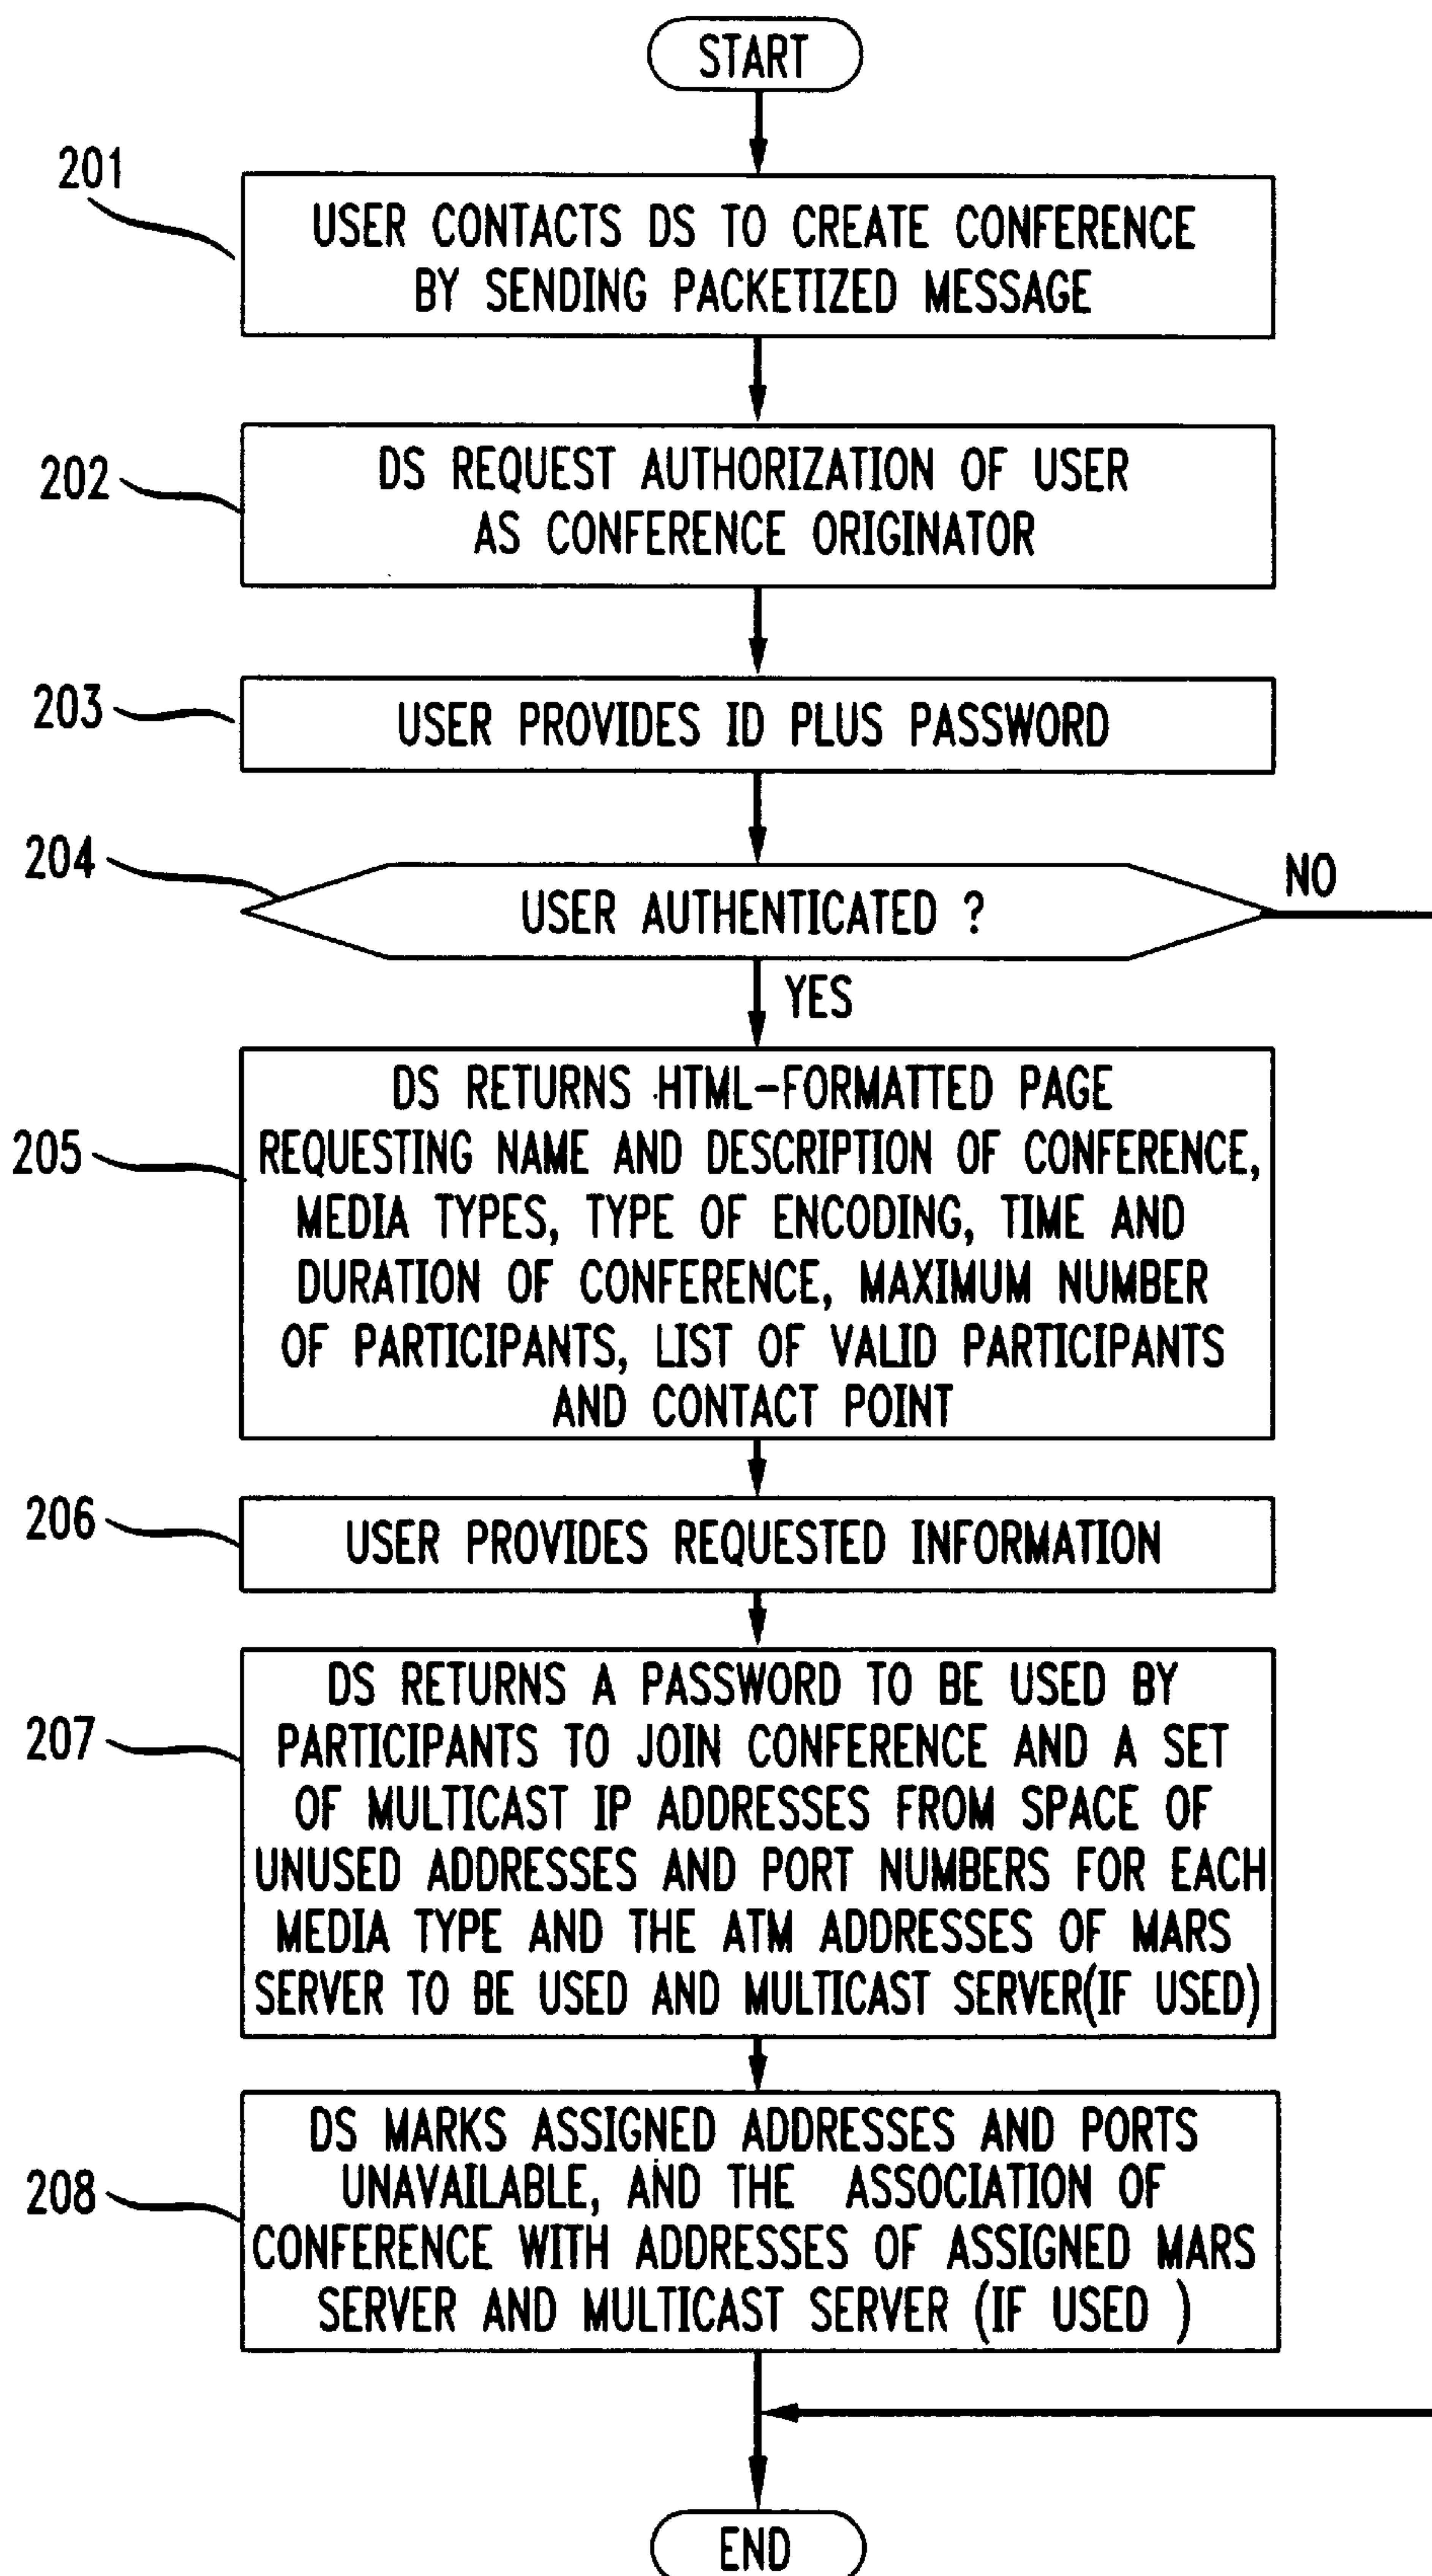 START
201
USER CONTACTS DS TO CREATE CONFERENCE
BY SENDING PACKETIZED MESSAGE
202
DS REQUEST AUTHORIZATION OF USER
AS CONFERENCE ORIGINATOR
203
USER PROVIDES ID PLUS PASSWORD
204
USER AUTHENTICATED ?
NO
YES
205
DS RETURNS HTML-FORMATTED PAGE
REQUESTING NAME AND DESCRIPTION OF CONFERENCE,
MEDIA TYPES, TYPE OF ENCODING, TIME AND
DURATION OF CONFERENCE, MAXIMUM NUMBER
OF PARTICIPANTS, LIST OF VALID PARTICIPANTS
AND CONTACT POINT
206
USER PROVIDES REQUESTED INFORMATION
207
DS RETURNS A PASSWORD TO BE USED BY
PARTICIPANTS TO JOIN CONFERENCE AND A SET
OF MULTICAST IP ADDRESSES FROM SPACE OF
UNUSED ADDRESSES AND PORT NUMBERS FOR EACH
MEDIA TYPE AND THE ATM ADDRESSES OF MARS
SERVER TO BE USED AND MULTICAST SERVER(IF USED)
208
DS MARKS ASSIGNED ADDRESSES AND PORTS
UNAVAILABLE, AND THE ASSOCIATION OF
CONFERENCE WITH ADDRESSES OF ASSIGNED MARS
SERVER AND MULTICAST SERVER (IF USED )
END